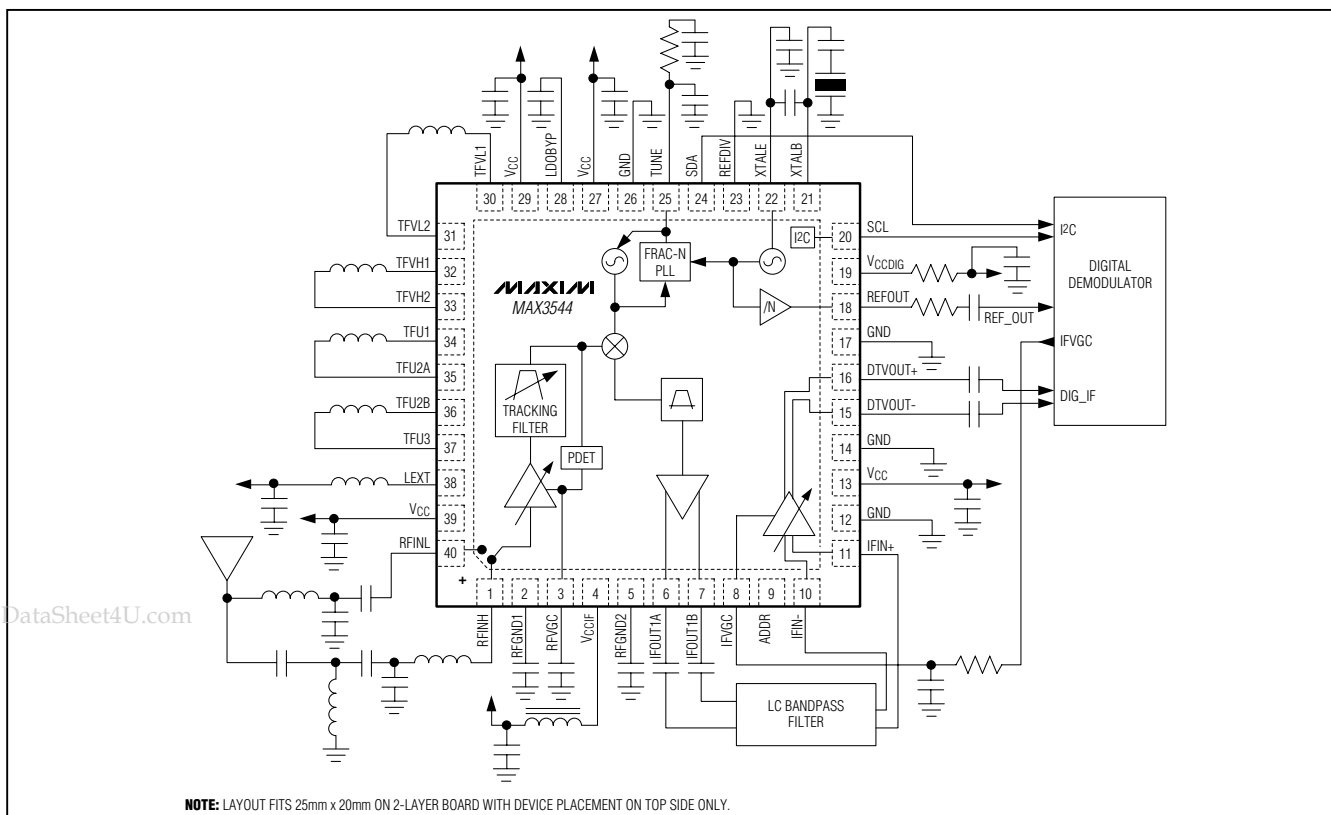 TFVL1
VCC
LDOBYP
VCC
GND
TUNE
SDA
REFDIV
XTALE
XTALB
30
29
28
27
26
25
24
23
22
21
TFVL2
31
TFVH1
32
TFVH2
33
TFU1
34
TFU2A
35
TFU2B
36
TFU3
37
LEXT
38
VCC
39
RFINL
40
+
MAXIM
MAX3544
FRAC-N
PLL
I2C
/N
TRACKING
FILTER
PDET
20
SCL
19
VCCDIG
18
REFOUT
REF_OUT
17
GND
16
DTVOUT+
15
DTVOUT-
14
GND
13
VCC
12
GND
11
IFIN+
I2C
DIGITAL
DEMODULATOR
IFVGC
DIG_IF
1
2
3
4
5
6
7
8
9
10
RFINH
RFGND1
RFVGC
VCCIF
RFGND2
IFOUT1A
IFOUT1B
IFVGC
ADDR
IFIN-
LC BANDPASS
FILTER
DataSheet4U.com
NOTE: LAYOUT FITS 25mm x 20mm ON 2-LAYER BOARD WITH DEVICE PLACEMENT ON TOP SIDE ONLY.